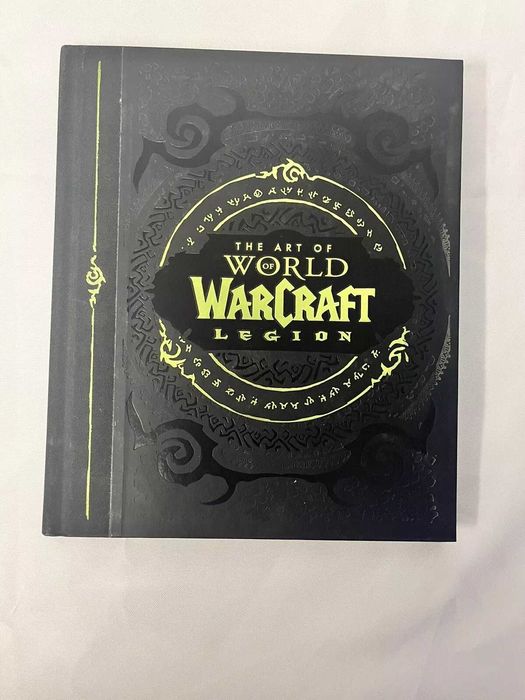 THE ART OF
WORLD
OF
WARCRAFT
LEGION